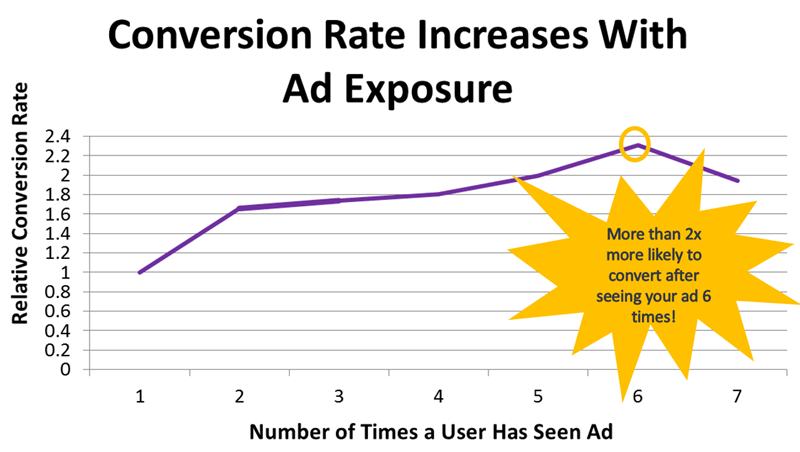 Conversion Rate Increases With
Ad Exposure
Relative Conversion Rate
2.4
2.2
2
1.8
1.6
1.4
1.2
1
0.8
0.6
0.4
0.2
0
More than 2x
more likely to
convert after
seeing your ad 6
times!
1 2 3 4 5 6 7
Number of Times a User Has Seen Ad